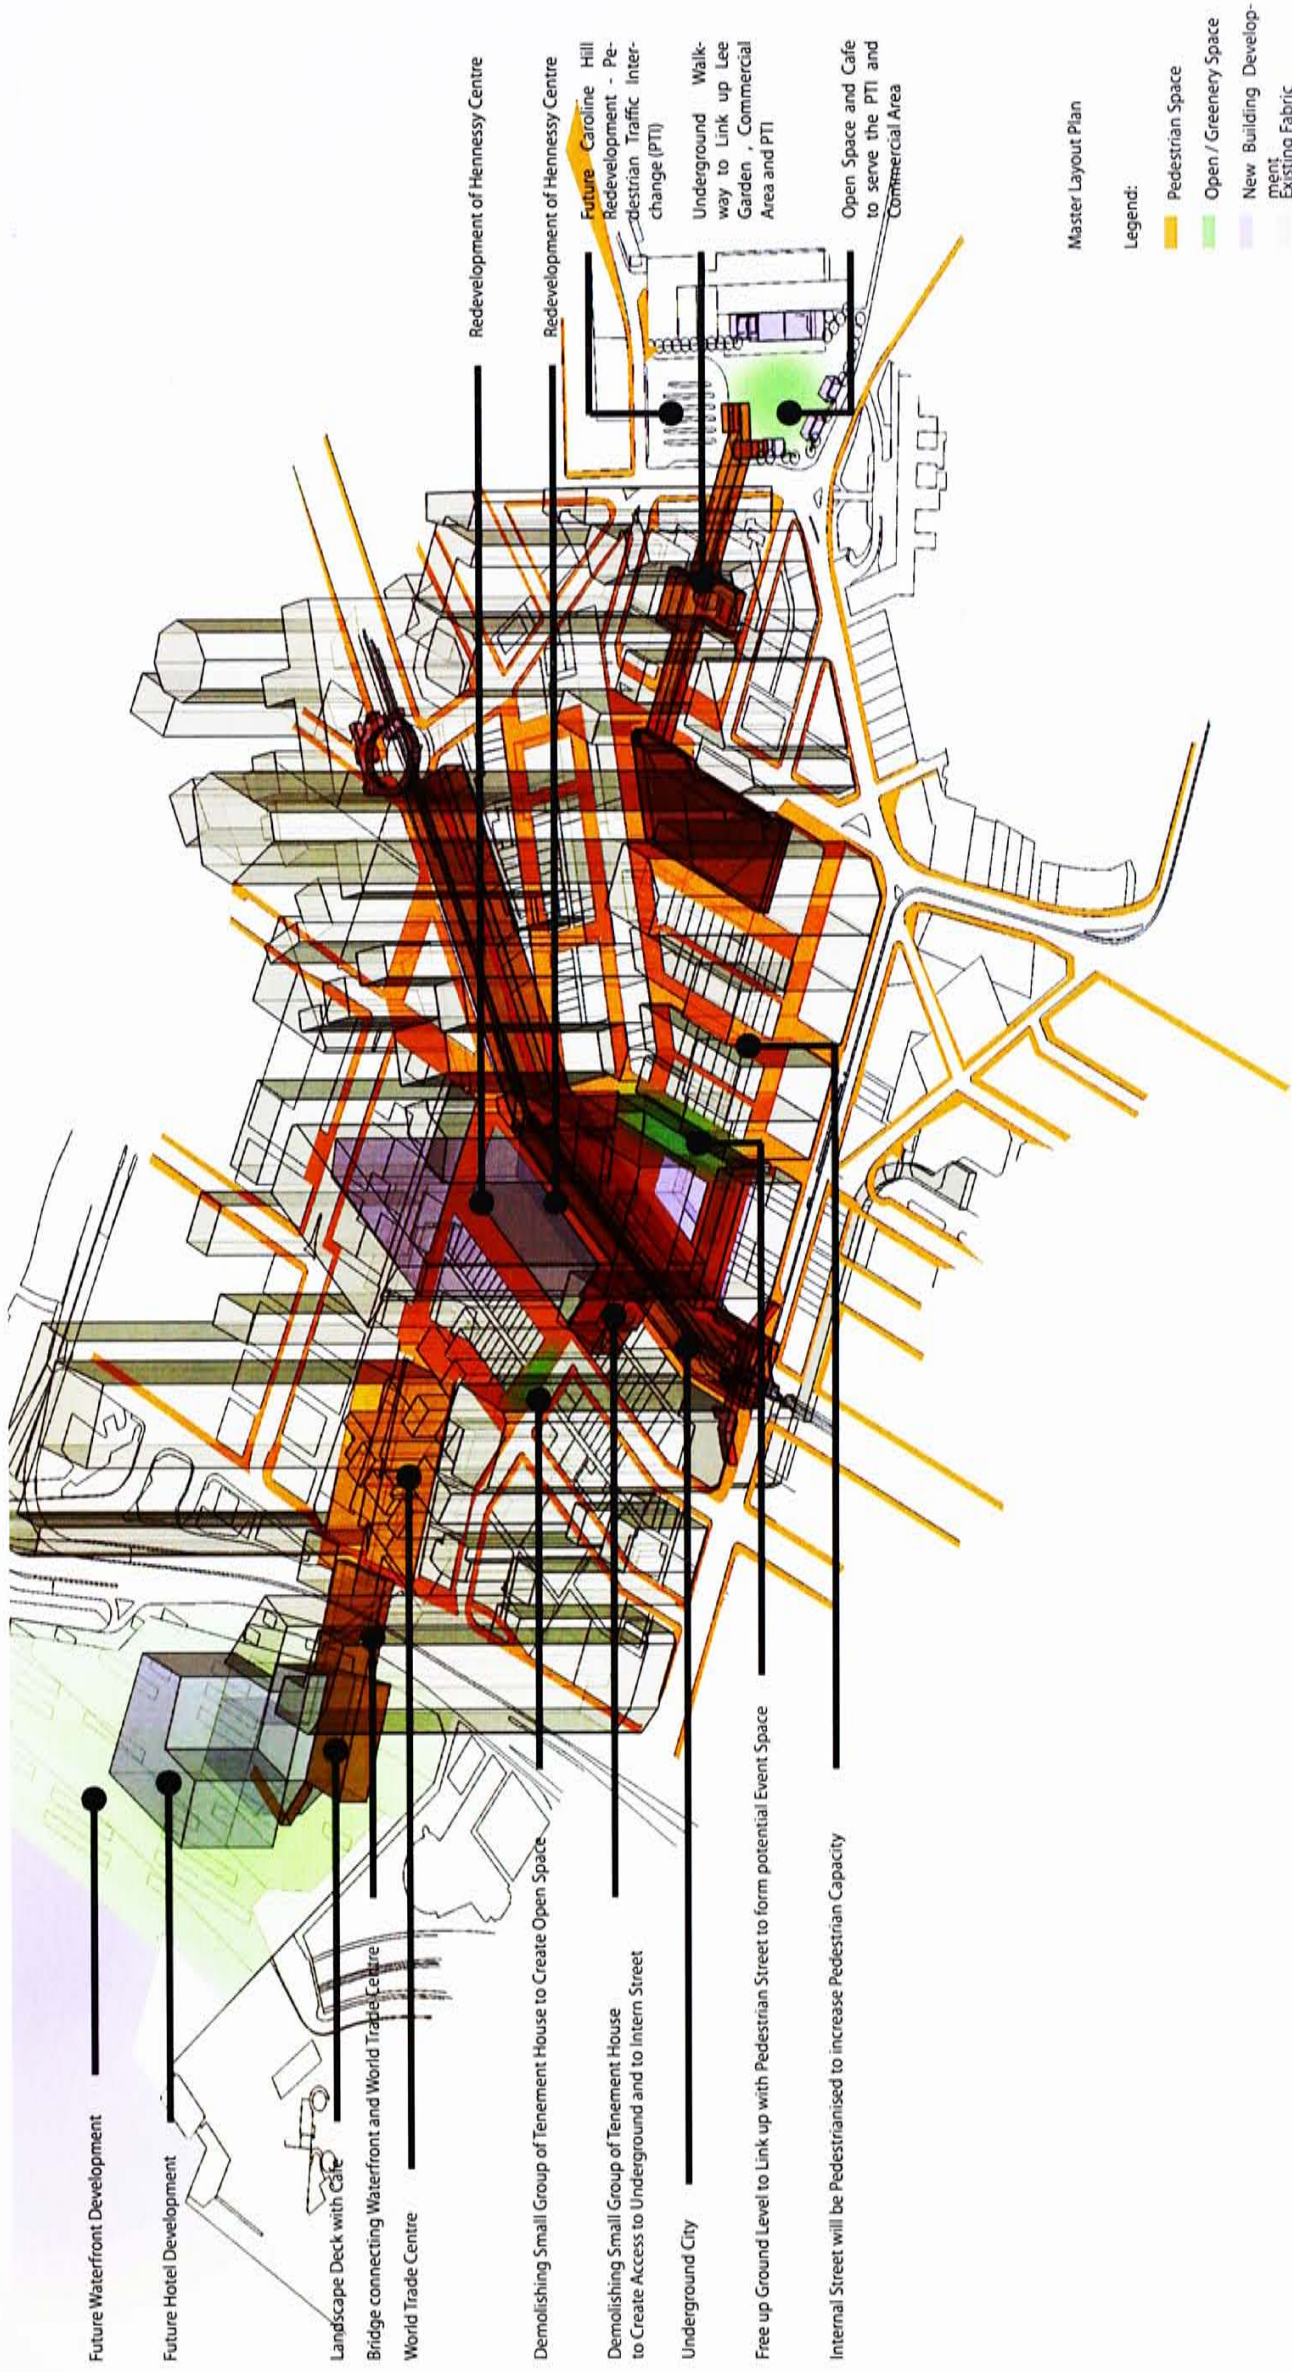 Future Waterfront Development
Future Hotel Development
Landscape Deck with Cafe
Bridge connecting Waterfront and World Trade Centre
World Trade Centre
Demolishing Small Group of Tenement House to Create Open Space
Demolishing Small Group of Tenement House
to Create Access to Underground and to Intern Street
Underground City
Free up Ground Level to Link up with Pedestrian Street to form potential Event Space
Internal Street will be Pedestrianised to increase Pedestrian Capacity
Redevelopment of Hennessy Centre
Redevelopment of Hennessy Centre
Future Caroline Hill
Redevelopment - Pe-
destrian Traffic Inter-
change (PTI)
Underground Walk-
way to Link up Lee
Garden , Commercial
Area and PTI
Open Space and Cafe
to serve the PTI and
Commercial Area
Master Layout Plan
Legend:
Pedestrian Space
Open / Greenery Space
New Building Develop-
ment
Existing Fabric